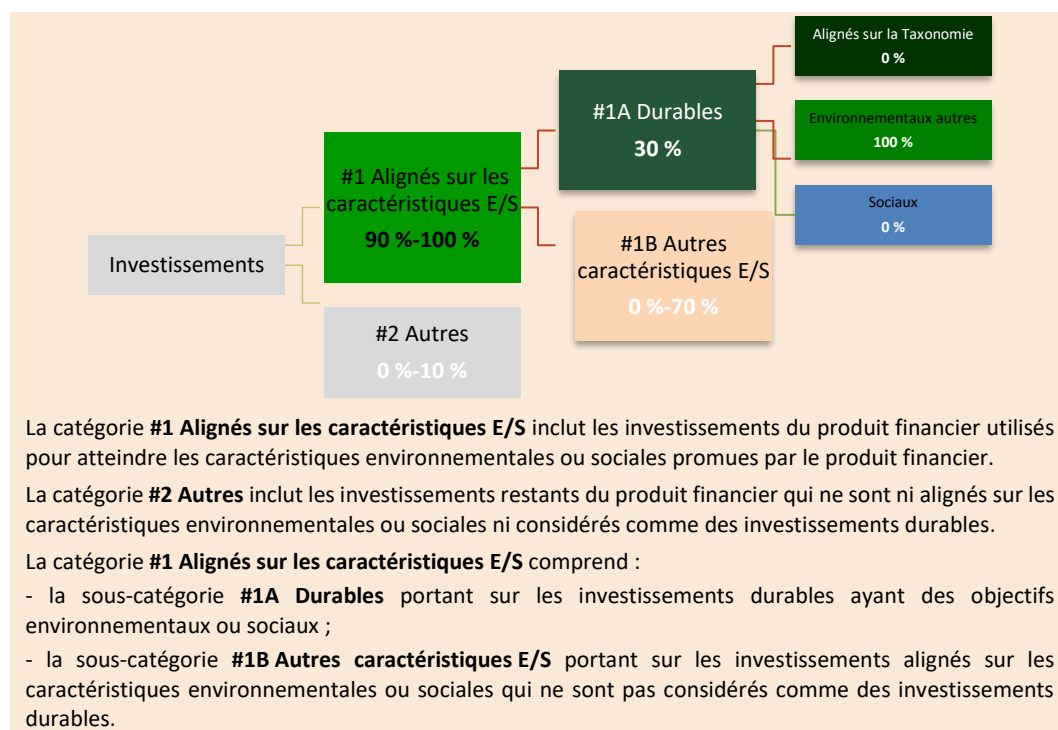 Alignés sur la Taxonomie
0 %
#1A Durables
30 %
Environnementaux autres
100 %
#1 Alignés sur les
caractéristiques E/S
90 %-100 %
Sociaux
0 %
Investissements
#1B Autres
caractéristiques E/S
0 %-70 %
#2 Autres
0 %-10 %
La catégorie #1 Alignés sur les caractéristiques E/S inclut les investissements du produit financier utilisés
pour atteindre les caractéristiques environnementales ou sociales promues par le produit financier.
La catégorie #2 Autres inclut les investissements restants du produit financier qui ne sont ni alignés sur les
caractéristiques environnementales ou sociales ni considérés comme des investissements durables.
La catégorie #1 Alignés sur les caractéristiques E/S comprend :
- la sous-catégorie #1A Durables portant sur les investissements durables ayant des objectifs
environnementaux ou sociaux ;
- la sous-catégorie #1B Autres caractéristiques E/S portant sur les investissements alignés sur les
caractéristiques environnementales ou sociales qui ne sont pas considérés comme des investissements
durables.